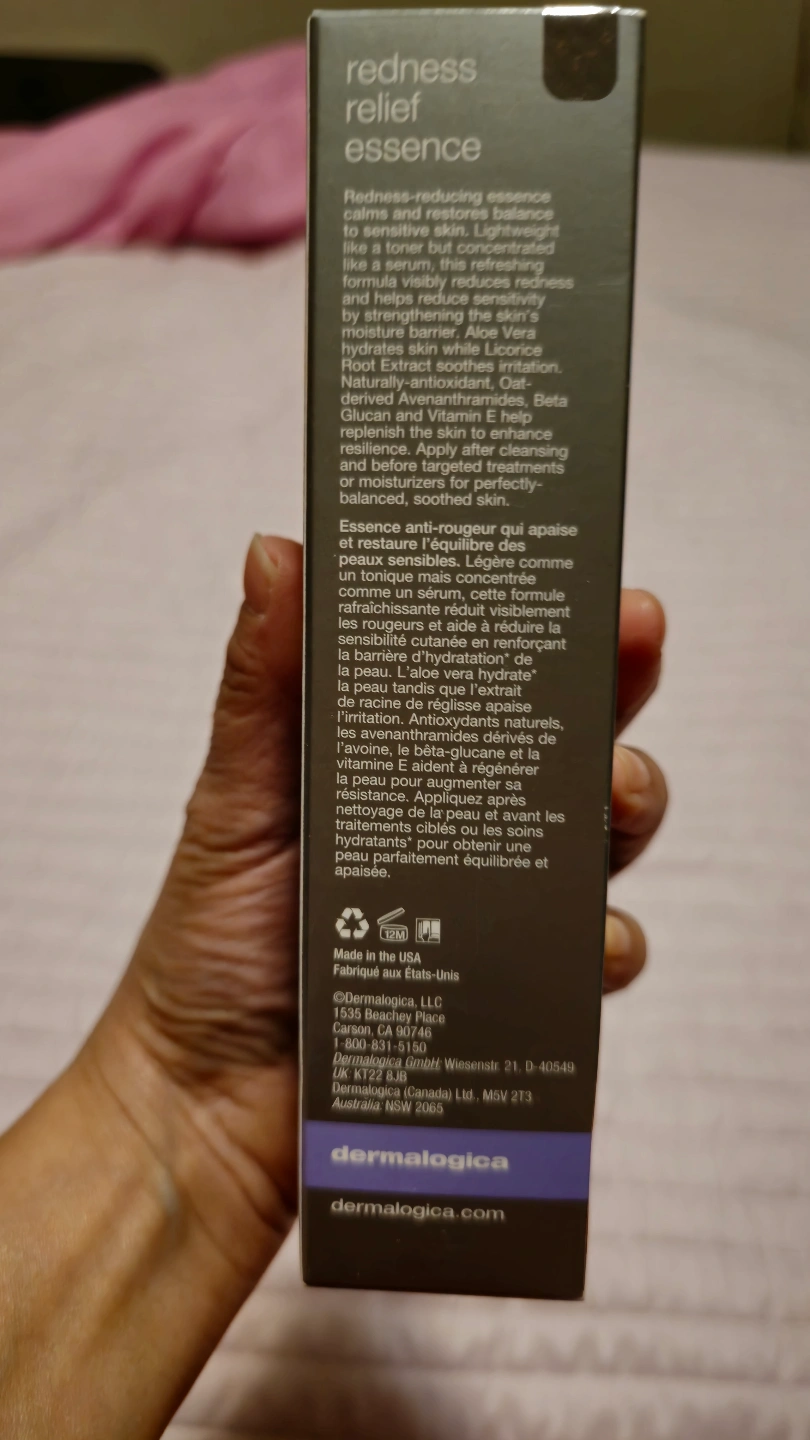 redness
relief
essence
Redness-reducing essence
calms and restores balance
to sensitive skin. Lightweight
like a toner but concentrated
like a serum, this refreshing
formula visibly reduces redness
and helps reduce sensitivity
by strengthening the skin's
moisture barrier. Aloe Vera
hydrates skin while Licorice
Root Extract soothes irritation.
Naturally-antioxidant, Oat-
derived Avenanthramides, Beta
Glucan and Vitamin E help
replenish the skin to enhance
resilience. Apply after cleansing
and before targeted treatments
or moisturizers for perfectly-
balanced, soothed skin.
Essence anti-rougeur qui apaise
et restaure l'équilibre des
peaux sensibles. Légère comme
un tonique mais concentrée
comme un sérum, cette formule
rafraîchissante réduit visiblement
les rougeurs et aide à réduire la
sensibilité cutanée en renforçant
la barrière d'hydratation* de
la peau. L'aloe vera hydrate*
la peau tandis que l'extrait
de racine de réglisse apaise
l'irritation. Antioxydants naturels,
les avenanthramides dérivés de
l'avoine, le bêta-glucane et la
vitamine E aident à régénérer
la peau pour augmenter sa
résistance. Appliquez après
nettoyage de la peau et avant les
traitements ciblés ou les soins
hydratants* pour obtenir une
peau parfaitement équilibrée et
apaisée.
12M
Made in the USA
Fabriqué aux États-Unis
©Dermalogica, LLC
1535 Beachey Place
Carson, CA 90746
1-800-831-5150
Dermalogica GmbH: Wiesenstr. 21, D-40549
UK: KT22 8JB
Dermalogica (Canada) Ltd., M5V 2T3
Australia: NSW 2065
dermalogica
dermalogica.com